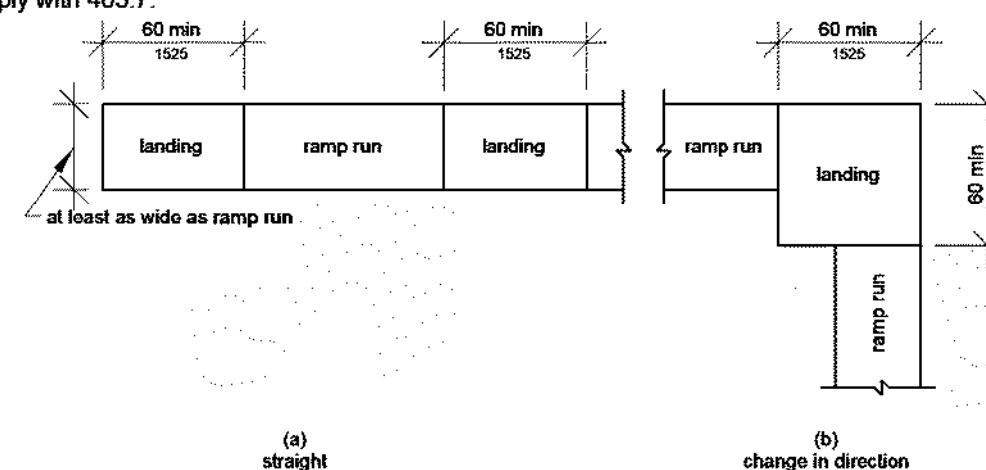 60 min 60 min 60 min
1525 1525 1525
landing ramp run landing ramp run
landing
60 min
at least as wide as ramp run
ramp run
(a) (b)
straight change in direction